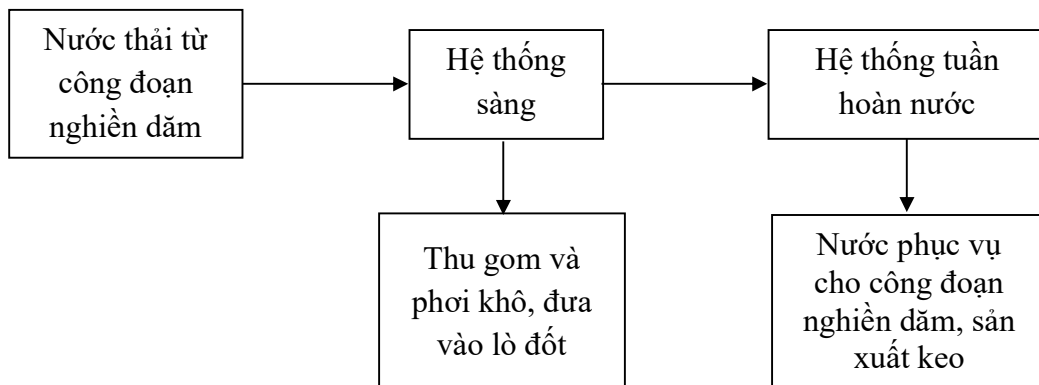 Nước thải từ
công đoạn
nghiền dăm
Hệ thống
sàng
Hệ thống tuần
hoàn nước
Thu gom và
phơi khô, đưa
vào lò đốt
Nước phục vụ
cho công đoạn
nghiền dăm, sản
xuất keo